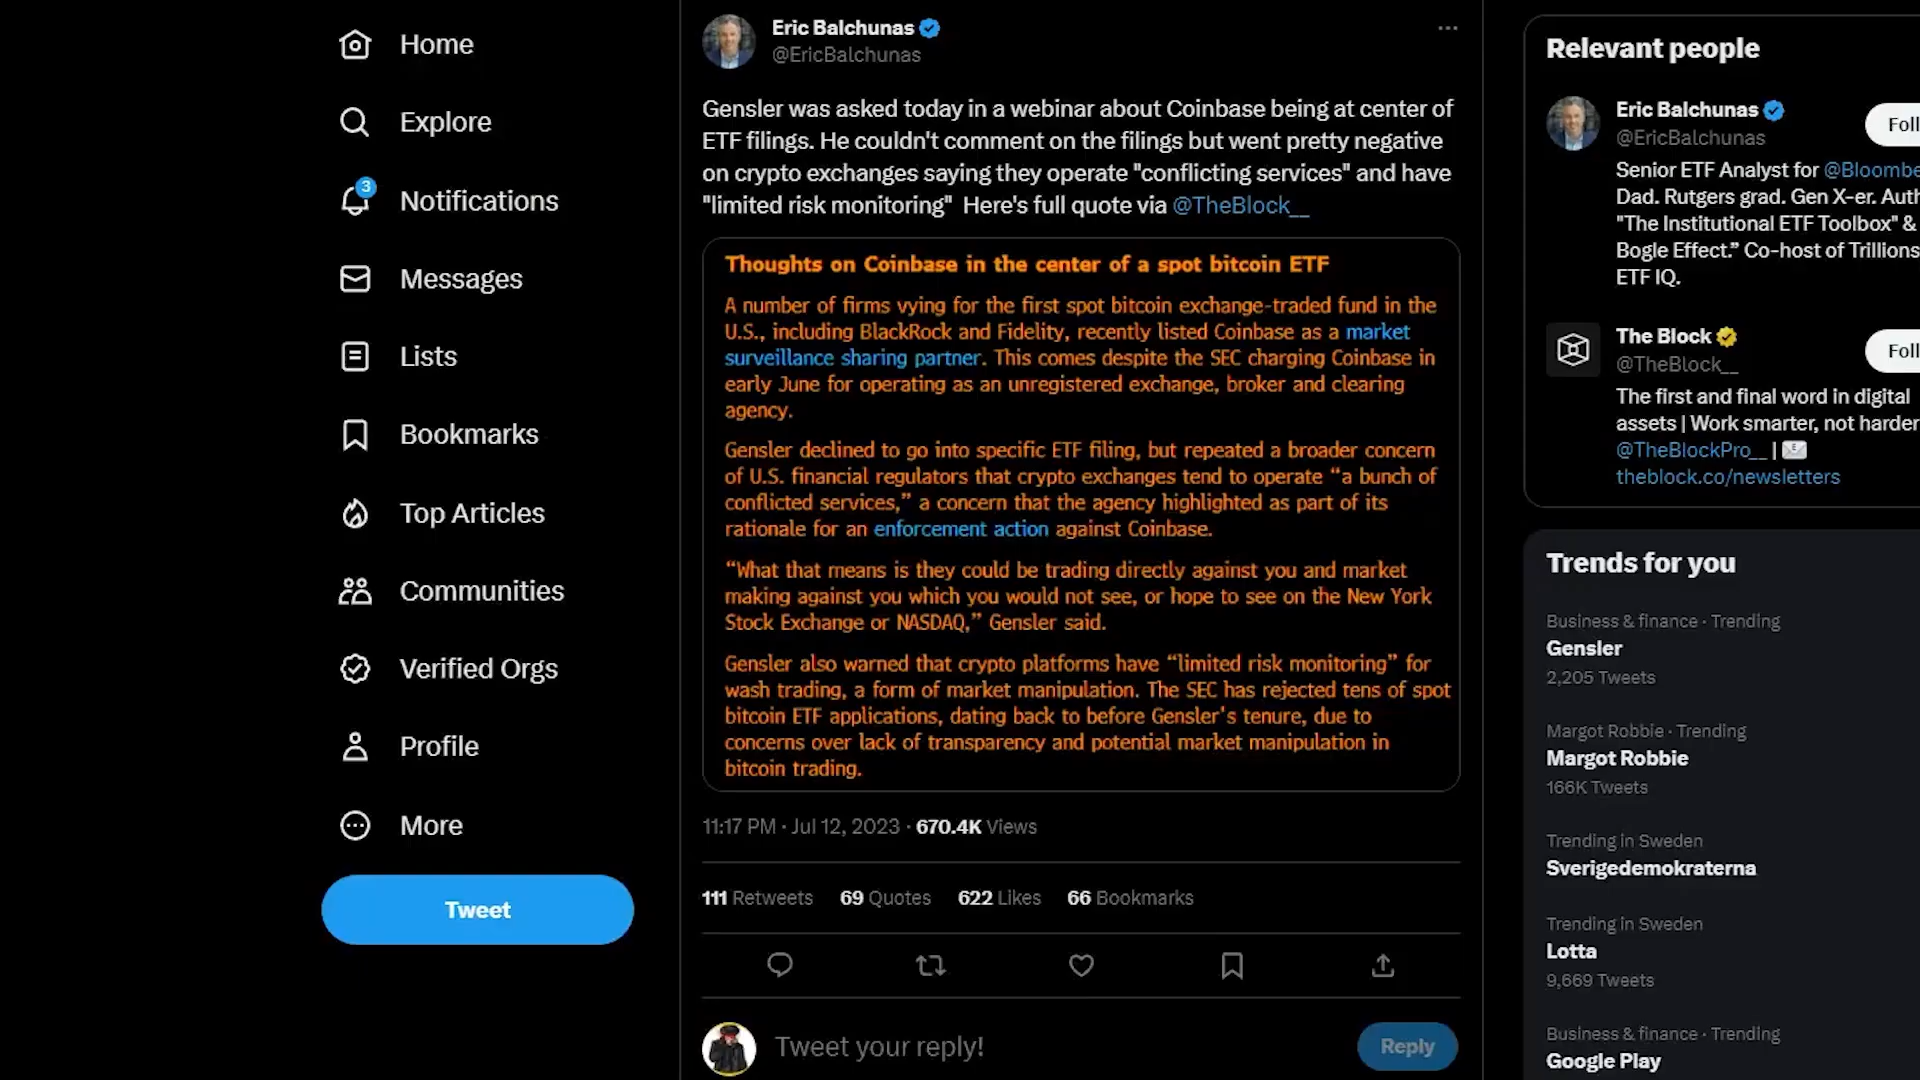 Home
Explore
3
Notifications
Messages
Lists
Bookmarks
Top Articles
Communities
Verified Orgs
Profile
More
Tweet
Eric Balchunas
@EricBalchunas
Gensler was asked today in a webinar about Coinbase being at center of
ETF filings. He couldn't comment on the filings but went pretty negative
on crypto exchanges saying they operate "conflicting services" and have
"limited risk monitoring"  Here's full quote via @TheBlock__
Thoughts on Coinbase in the center of a spot bitcoin ETF
A number of firms vying for the first spot bitcoin exchange-traded fund in the
U.S., including BlackRock and Fidelity, recently listed Coinbase as a market
surveillance sharing partner. This comes despite the SEC charging Coinbase in
early June for operating as an unregistered exchange, broker and clearing
agency.
Gensler declined to go into specific ETF filing, but repeated a broader concern
of U.S. financial regulators that crypto exchanges tend to operate “a bunch of
conflicted services,” a concern that the agency highlighted as part of its
rationale for an enforcement action against Coinbase.
“What that means is they could be trading directly against you and market
making against you which you would not see, or hope to see on the New York
Stock Exchange or NASDAQ,” Gensler said.
Gensler also warned that crypto platforms have “limited risk monitoring” for
wash trading, a form of market manipulation. The SEC has rejected tens of spot
bitcoin ETF applications, dating back to before Gensler's tenure, due to
concerns over lack of transparency and potential market manipulation in
bitcoin trading.
11:17 PM · Jul 12, 2023 · 670.4K Views
111 Retweets 69 Quotes 622 Likes 66 Bookmarks
Tweet your reply!
Reply
Relevant people
Eric Balchunas
@EricBalchunas
Foll
Senior ETF Analyst for @Bloombe
Dad. Rutgers grad. Gen X-er. Auth
"The Institutional ETF Toolbox" &
Bogle Effect.” Co-host of Trillions
ETF IQ.
The Block
@TheBlock__
Foll
The first and final word in digital
assets | Work smarter, not harder
@TheBlockPro__ |
theblock.co/newsletters
Trends for you
Business & finance · Trending
Gensler
2,205 Tweets
Margot Robbie · Trending
Margot Robbie
166K Tweets
Trending in Sweden
Sverigedemokraterna
Trending in Sweden
Lotta
9,669 Tweets
Business & finance · Trending
Google Play